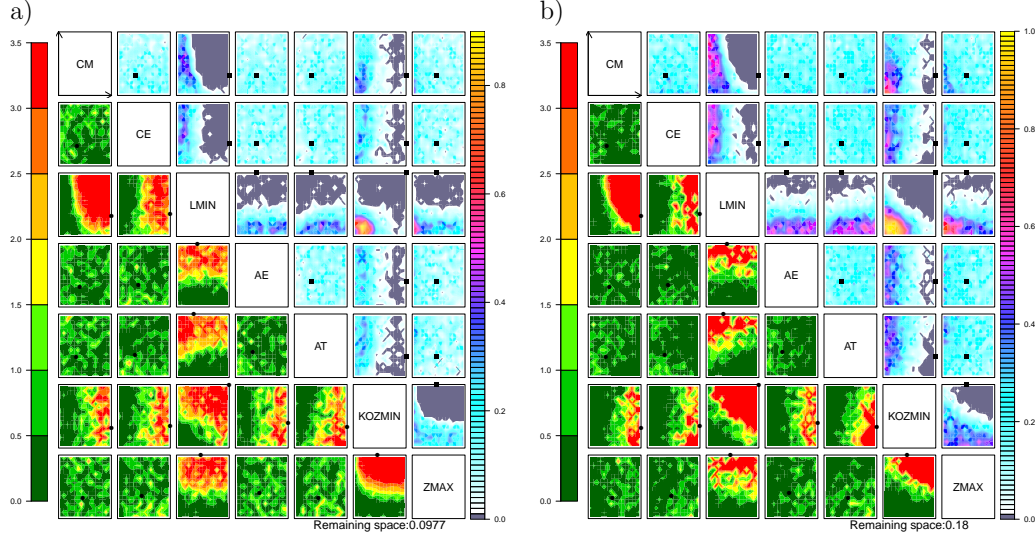 a)
3.5
3.0
2.5
2.0
1.5
1.0
0.5
0.0
CM
CE
LMIN
AE
AT
KOZMIN
ZMAX
0.8
0.6
0.4
0.2
0.0
Remaining space:0.0977
b)
3.5
3.0
2.5
2.0
1.5
1.0
0.5
0.0
CM
CE
LMIN
AE
AT
KOZMIN
ZMAX
1.0
0.8
0.6
0.4
0.2
0.0
Remaining space:0.18